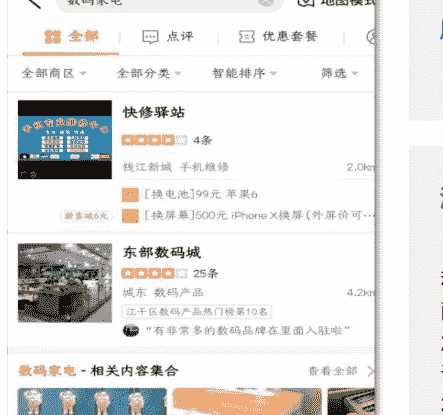 数码家电
地图模式
全部
点评
优惠套餐
全部商区
全部分类
智能排序
筛选
快修驿站
4条
钱江新城 手机维修
2.0km
广告
[换电池]99元 苹果6
新客减6元
[换屏幕]500元 iPhone X换屏(外屏价可…
东部数码城
25条
城东 数码产品
4.2km
江干区数码产品热门榜第10名
“有非常多的数码品牌在里面入驻啦”
数码家电 - 相关内容集合
查看全部